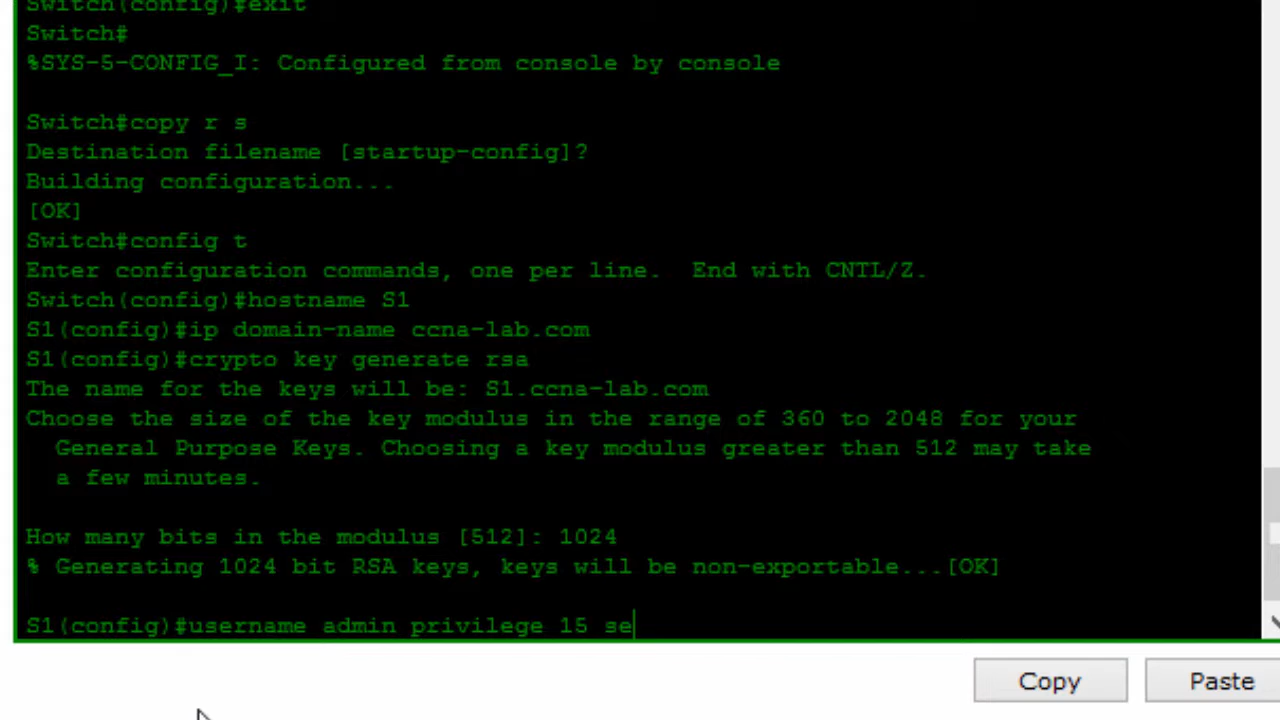 Switch(config)#exit
Switch#
%SYS-5-CONFIG_I: Configured from console by console
Switch#copy r s
Destination filename [startup-config]?
Building configuration...
[OK]
Switch#config t
Enter configuration commands, one per line.  End with CNTL/Z.
Switch(config)#hostname S1
S1(config)#ip domain-name ccna-lab.com
S1(config)#crypto key generate rsa
The name for the keys will be: S1.ccna-lab.com
Choose the size of the key modulus in the range of 360 to 2048 for your
  General Purpose Keys. Choosing a key modulus greater than 512 may take
  a few minutes.
How many bits in the modulus [512]: 1024
% Generating 1024 bit RSA keys, keys will be non-exportable...[OK]
S1(config)#username admin privilege 15 se
Copy
Paste